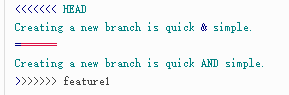 <<<<<<< HEAD
Creating a new branch is quick & simple.
=======
Creating a new branch is quick AND simple.
>>>>>>> feature1